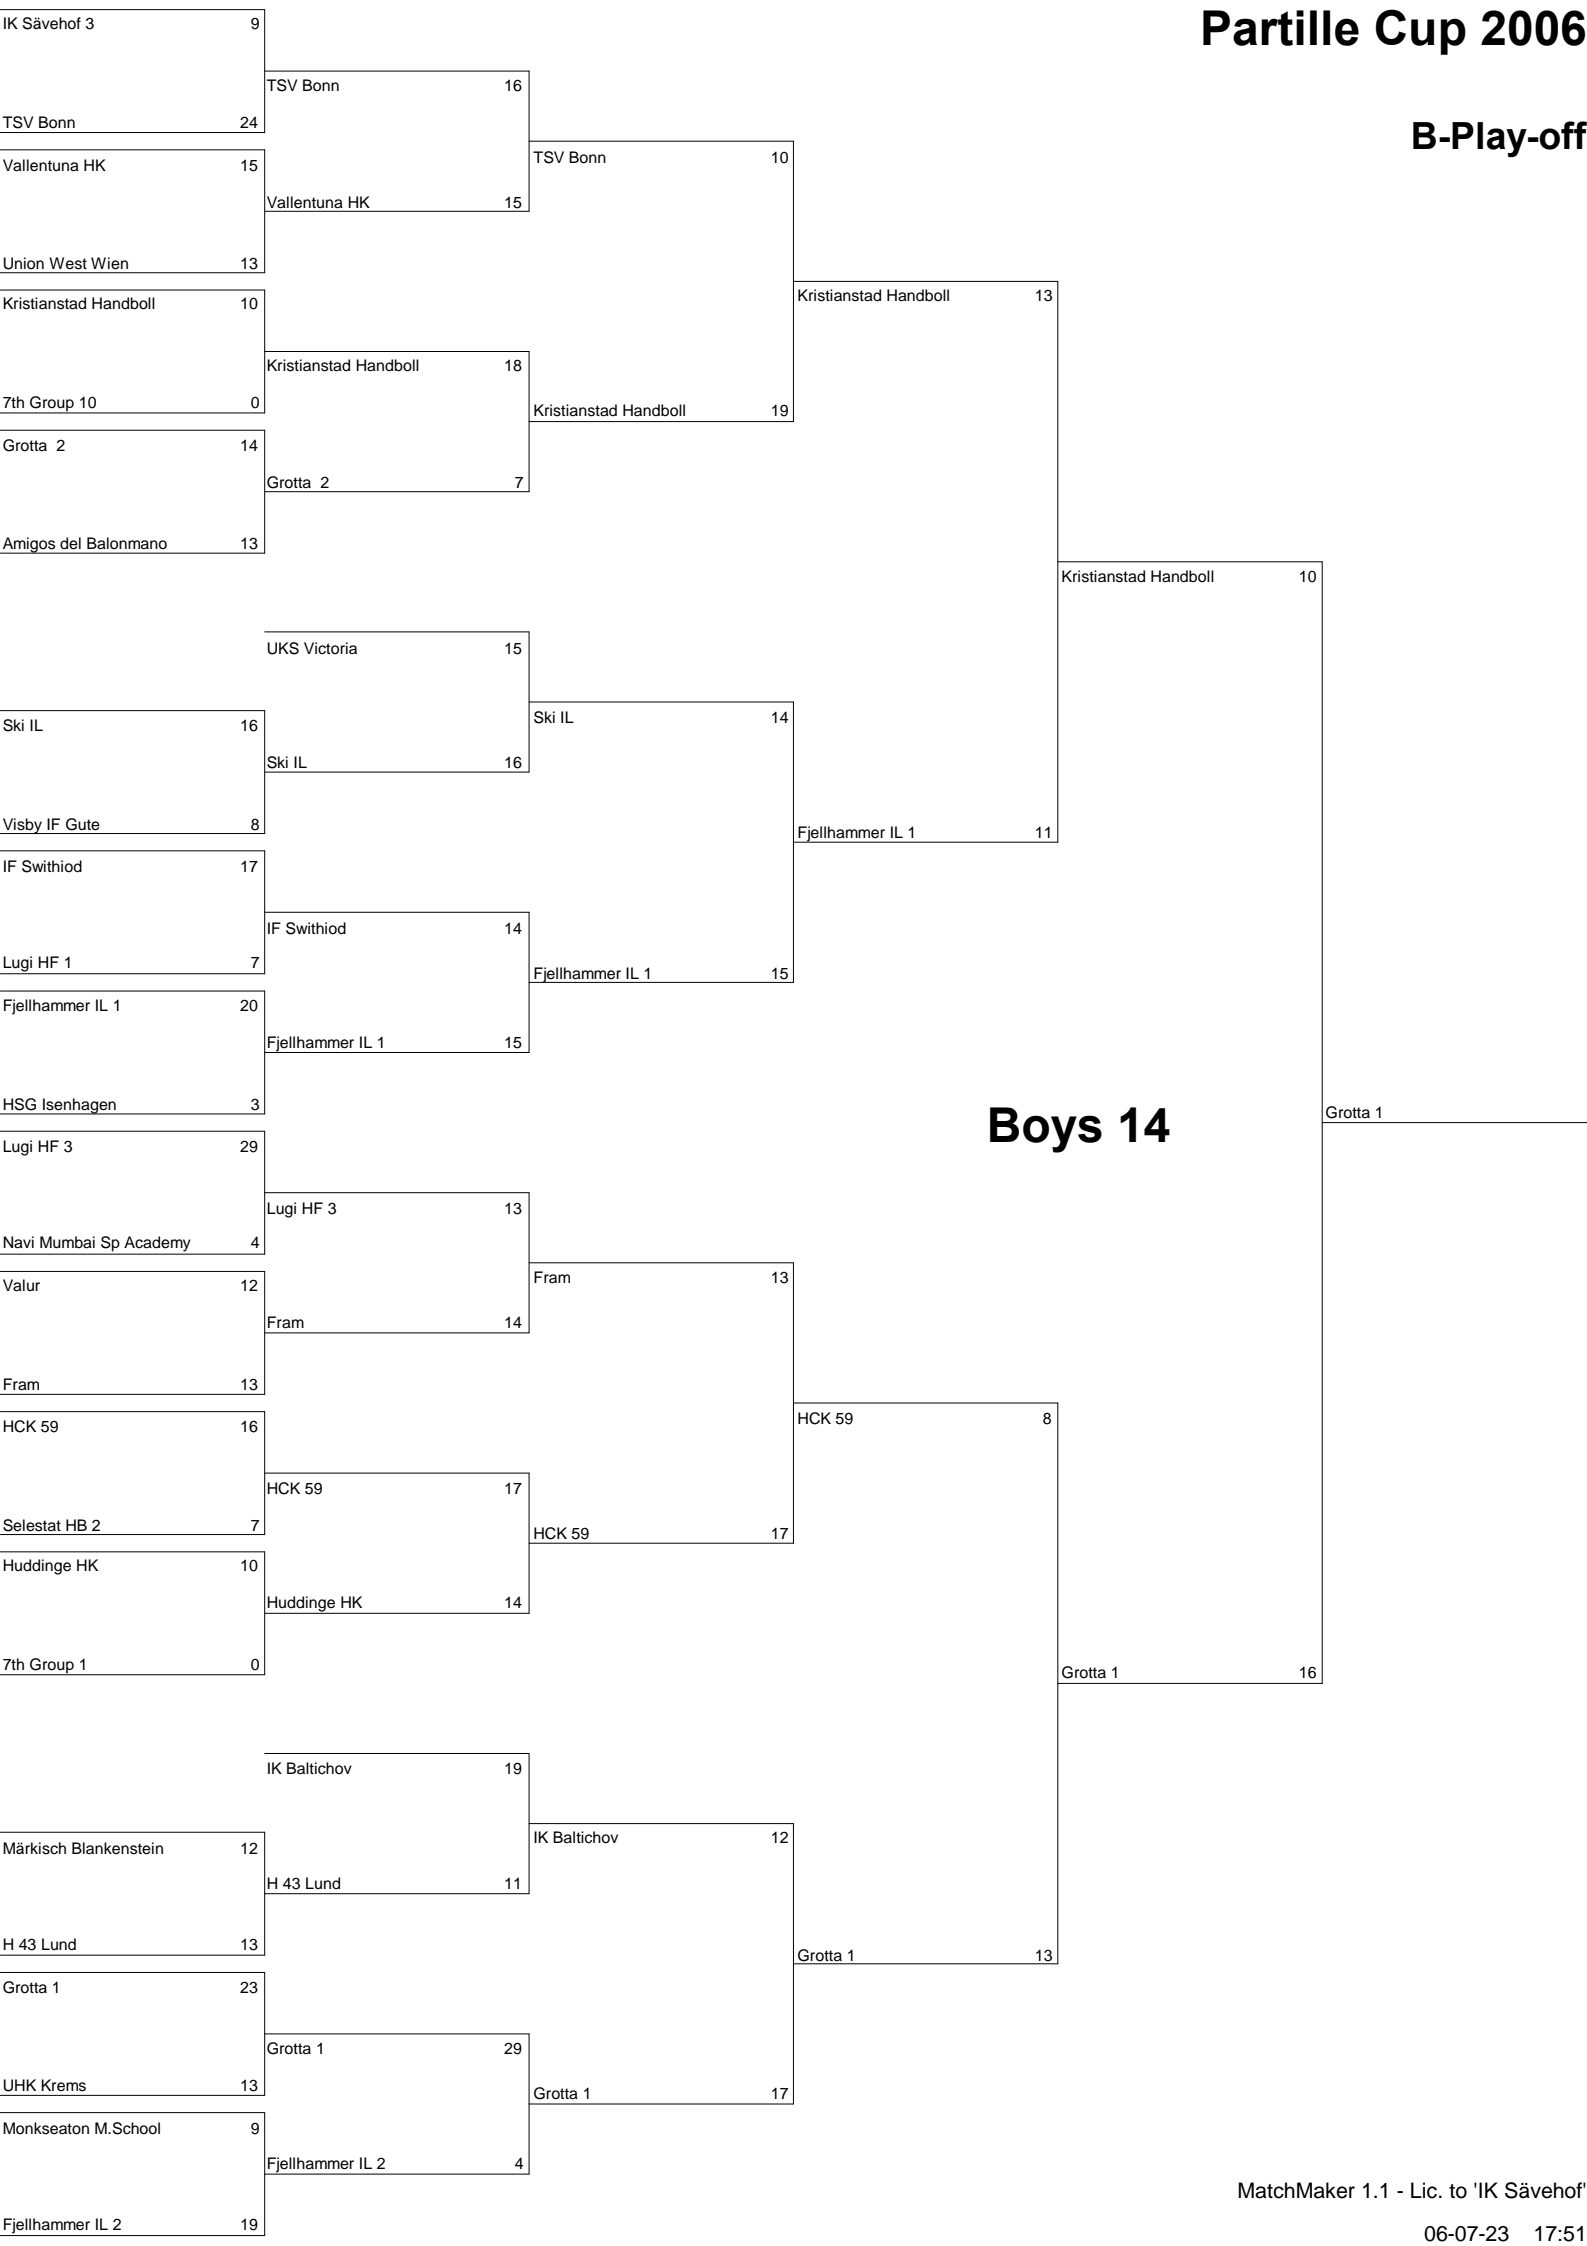 Partille Cup 2006
B-Play-off
IK Sävehof 3 9
TSV Bonn 24
Vallentuna HK 15
Union West Wien 13
Kristianstad Handboll 10
7th Group 10 0
Grotta 2 14
Amigos del Balonmano 13
Ski IL 16
Visby IF Gute 8
IF Swithiod 17
Lugi HF 1 7
Fjellhammer IL 1 20
HSG Isenhagen 3
Lugi HF 3 29
Navi Mumbai Sp Academy 4
Valur 12
Fram 13
HCK 59 16
Selestat HB 2 7
Huddinge HK 10
7th Group 1 0
Märkisch Blankenstein 12
H 43 Lund 13
Grotta 1 23
UHK Krems 13
Monkseaton M.School 9
Fjellhammer IL 2 19
TSV Bonn 16
Vallentuna HK 15
Kristianstad Handboll 18
Grotta 2 7
UKS Victoria 15
Ski IL 16
IF Swithiod 14
Fjellhammer IL 1 15
Lugi HF 3 13
Fram 14
HCK 59 17
Huddinge HK 14
IK Baltichov 19
H 43 Lund 11
Grotta 1 29
Fjellhammer IL 2 4
TSV Bonn 10
Kristianstad Handboll 19
Ski IL 14
Fjellhammer IL 1 15
Fram 13
HCK 59 17
IK Baltichov 12
Grotta 1 17
Kristianstad Handboll 13
Fjellhammer IL 1 11
HCK 59 8
Grotta 1 13
Kristianstad Handboll 10
Grotta 1 16
Grotta 1
Boys 14
MatchMaker 1.1 - Lic. to 'IK Sävehof'
06-07-23 17:51